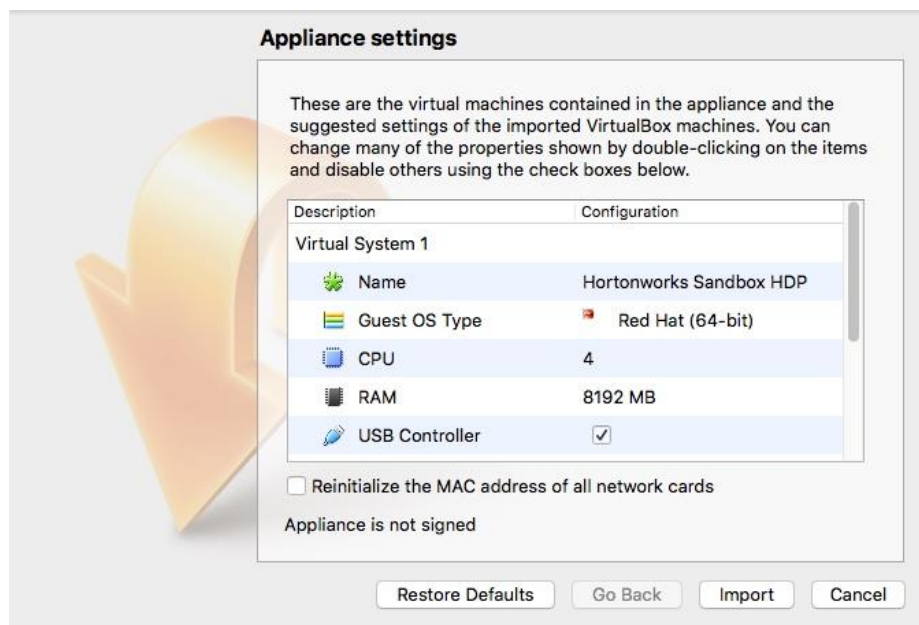 Appliance settings
These are the virtual machines contained in the appliance and the
suggested settings of the imported VirtualBox machines. You can
change many of the properties shown by double-clicking on the items
and disable others using the check boxes below.
Description Configuration
Virtual System 1
Name Hortonworks Sandbox HDP
Guest OS Type Red Hat (64-bit)
CPU 4
RAM 8192 MB
USB Controller
Reinitialize the MAC address of all network cards
Appliance is not signed
Restore Defaults Go Back Import Cancel